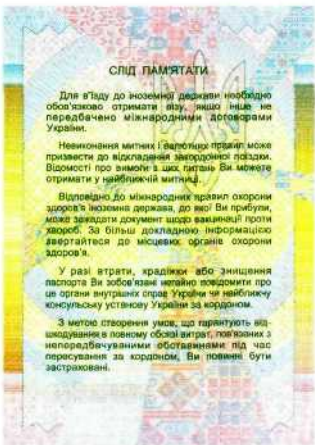 СЛІД ПАМ'ЯТАТИ
Для в'їзду до іноземної держави необхідно
обов'язково отримати візу, якщо інше не
передбачено міжнародними договорами
України.
Невиконання митних і валютних правил може
призвести до відкладення закордонної поїздки.
Відомості про вимоги з цих питань Ви можете
отримати у найближчій митниці.
Відповідно до міжнародних правил охорони
здоров'я іноземна держава, до якої Ви прибули,
може зажадати документ щодо вакцинації проти
хвороб. За більш докладною інформацією
звертайтеся до місцевих органів охорони
здоров'я.
У разі втрати, крадіжки або знищення
паспорта Ви зобов'язані негайно повідомити про
це органи внутрішніх справ України чи найближчу
консульську установу України за кордоном.
З метою створення умов, що гарантують від-
шкодування в повному обсязі витрат, пов'язаних з
непередбачуваними обставинами під час
пересування за кордоном, Ви повинні бути
застраховані.